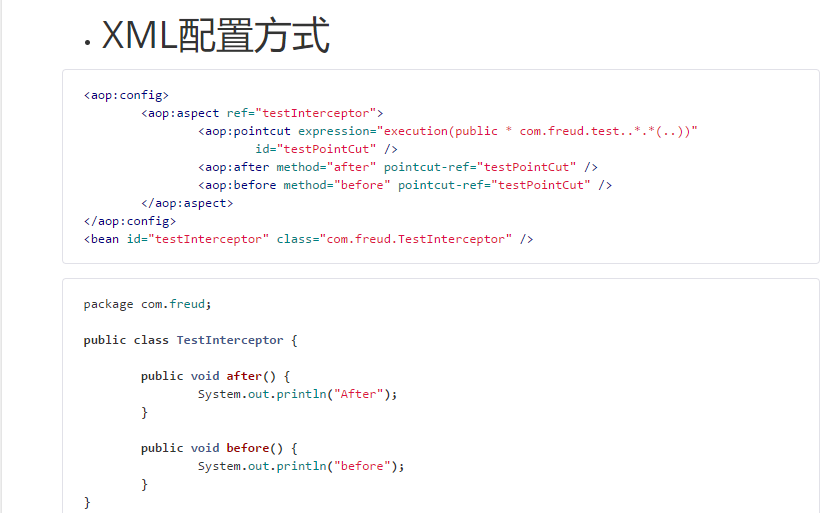 • XML配置方式
<aop:config>
<aop:aspect ref="testInterceptor">
<aop:pointcut expression="execution(public * com.freud.test..*.*(..))"
id="testPointCut" />
<aop:after method="after" pointcut-ref="testPointCut" />
<aop:before method="before" pointcut-ref="testPointCut" />
</aop:aspect>
</aop:config>
<bean id="testInterceptor" class="com.freud.TestInterceptor" />
package com.freud;
public class TestInterceptor {
public void after() {
System.out.println("After");
}
public void before() {
System.out.println("before");
}
}